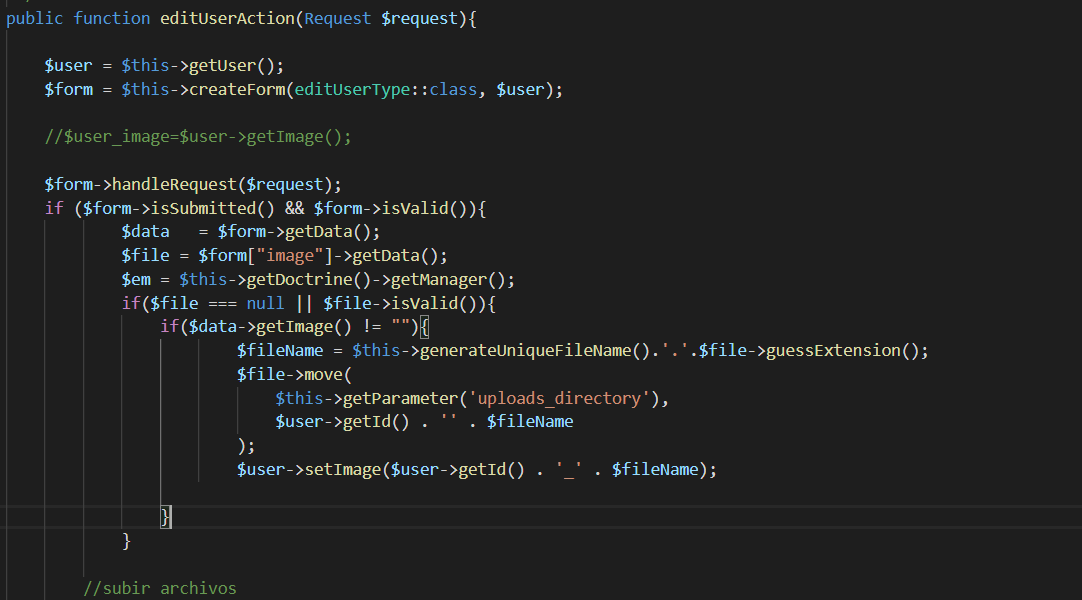 public function editUserAction(Request $request){
$user = $this->getUser();
$form = $this->createForm(editUserType::class, $user);
//$user_image=$user->getImage();
$form->handleRequest($request);
if ($form->isSubmitted() && $form->isValid()){
$data   = $form->getData();
$file = $form["image"]->getData();
$em = $this->getDoctrine()->getManager();
if($file === null || $file->isValid()){
if($data->getImage() != ""){
$fileName = $this->generateUniqueFileName().'.'.$file->guessExtension();
$file->move(
$this->getParameter('uploads_directory'),
$user->getId() . '' . $fileName
);
$user->setImage($user->getId() . '_' . $fileName);
}
}
//subir archivos